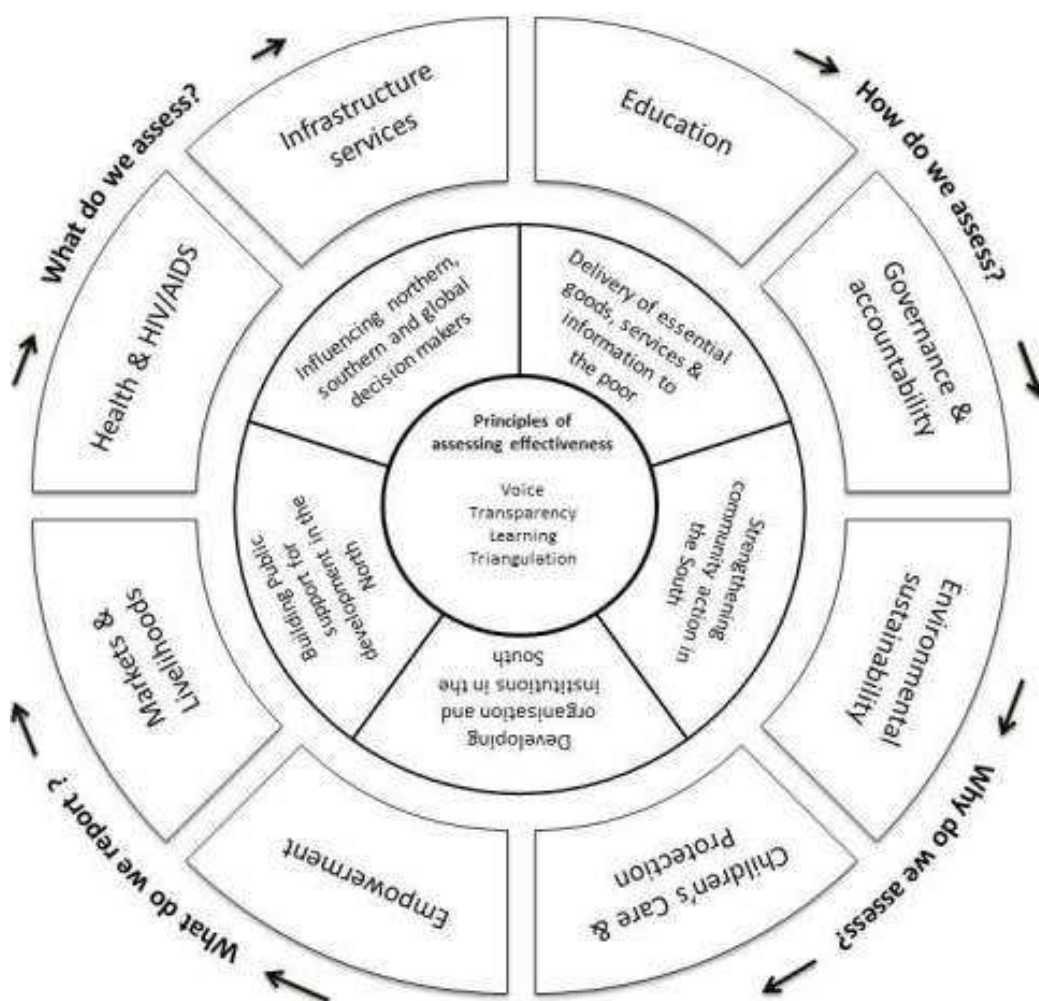 What do we assess?
How do we assess?
Why do we assess?
What do we report ?
Infrastructure
services
Education
Governance &
accountability
Environmental
sustainability
Children's Care &
Protection
Empowerment
Markets &
Livelihoods
Health & HIV/AIDS
Influencing northern,
southern and global
decision makers
Delivery of essential
goods, services &
information to
the poor
Strengthening
community action in
the South
Developing
organisation and
institutions in the
South
Building Public
support for
development in the
North
Principles of
assessing effectiveness
Voice
Transparency
Learning
Triangulation